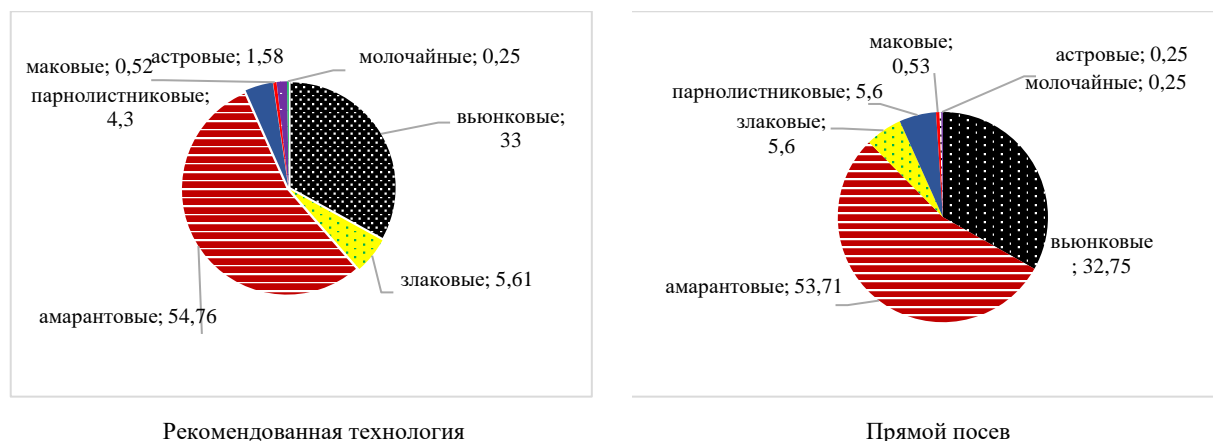 маковые; 0,52
астровые; 1,58
молочайные; 0,25
парнолистниковые;
4,3
вьюнковые;
33
злаковые; 5,61
амарантовые; 54,76
Рекомендованная технология
маковые;
0,53
астровые; 0,25
молочайные; 0,25
парнолистниковые; 5,6
злаковые;
5,6
вьюнковые
; 32,75
амарантовые; 53,71
Прямой посев